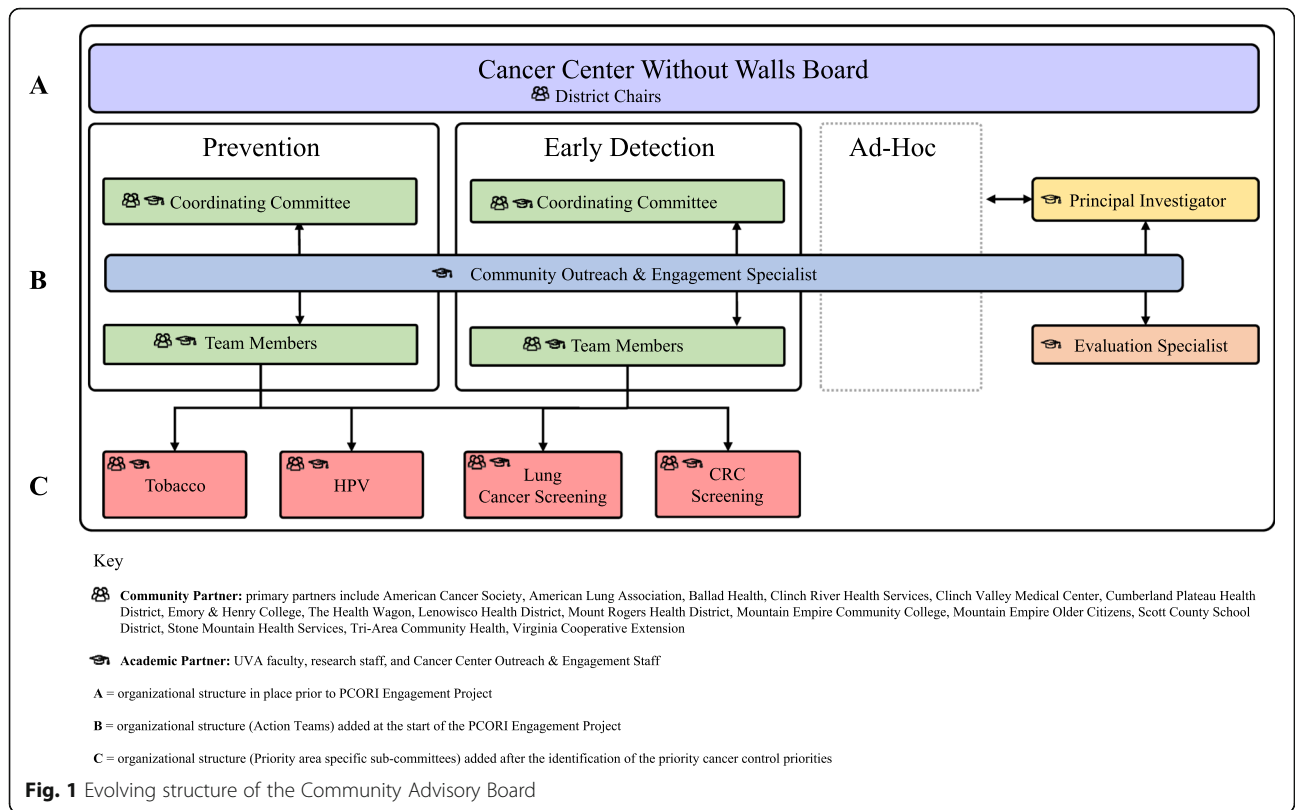 A
Cancer Center Without Walls Board
District Chairs
Prevention
Early Detection
Ad-Hoc
Coordinating Committee
Coordinating Committee
Principal Investigator
B
Community Outreach & Engagement Specialist
Team Members
Team Members
Evaluation Specialist
C
Tobacco
HPV
Lung
Cancer Screening
CRC
Screening
Key
Community Partner: primary partners include American Cancer Society, American Lung Association, Ballad Health, Clinch River Health Services, Clinch Valley Medical Center, Cumberland Plateau Health
District, Emory & Henry College, The Health Wagon, Lenowisco Health District, Mount Rogers Health District, Mountain Empire Community College, Mountain Empire Older Citizens, Scott County School
District, Stone Mountain Health Services, Tri-Area Community Health, Virginia Cooperative Extension
Academic Partner: UVA faculty, research staff, and Cancer Center Outreach & Engagement Staff
A = organizational structure in place prior to PCORI Engagement Project
B = organizational structure (Action Teams) added at the start of the PCORI Engagement Project
C = organizational structure (Priority area specific sub-committees) added after the identification of the priority cancer control priorities
Fig. 1 Evolving structure of the Community Advisory Board